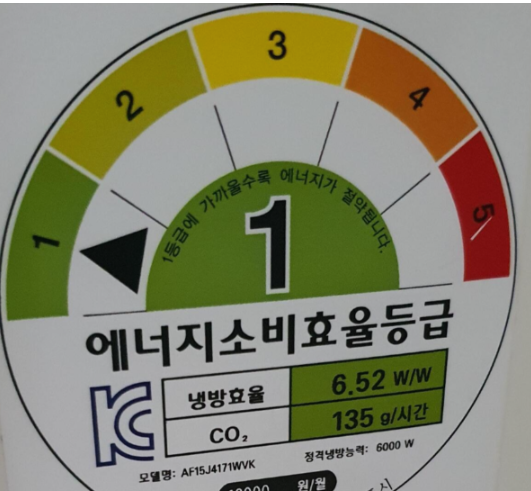 1 2 3 4 5
1등급에 가까울수록 에너지가 절약됩니다.
1
에너지소비효율등급
냉방효율 6.52 W/W
CO₂ 135 g/시간
모델명: AF15J4171WVK 정격냉방능력: 6000 W
원/월